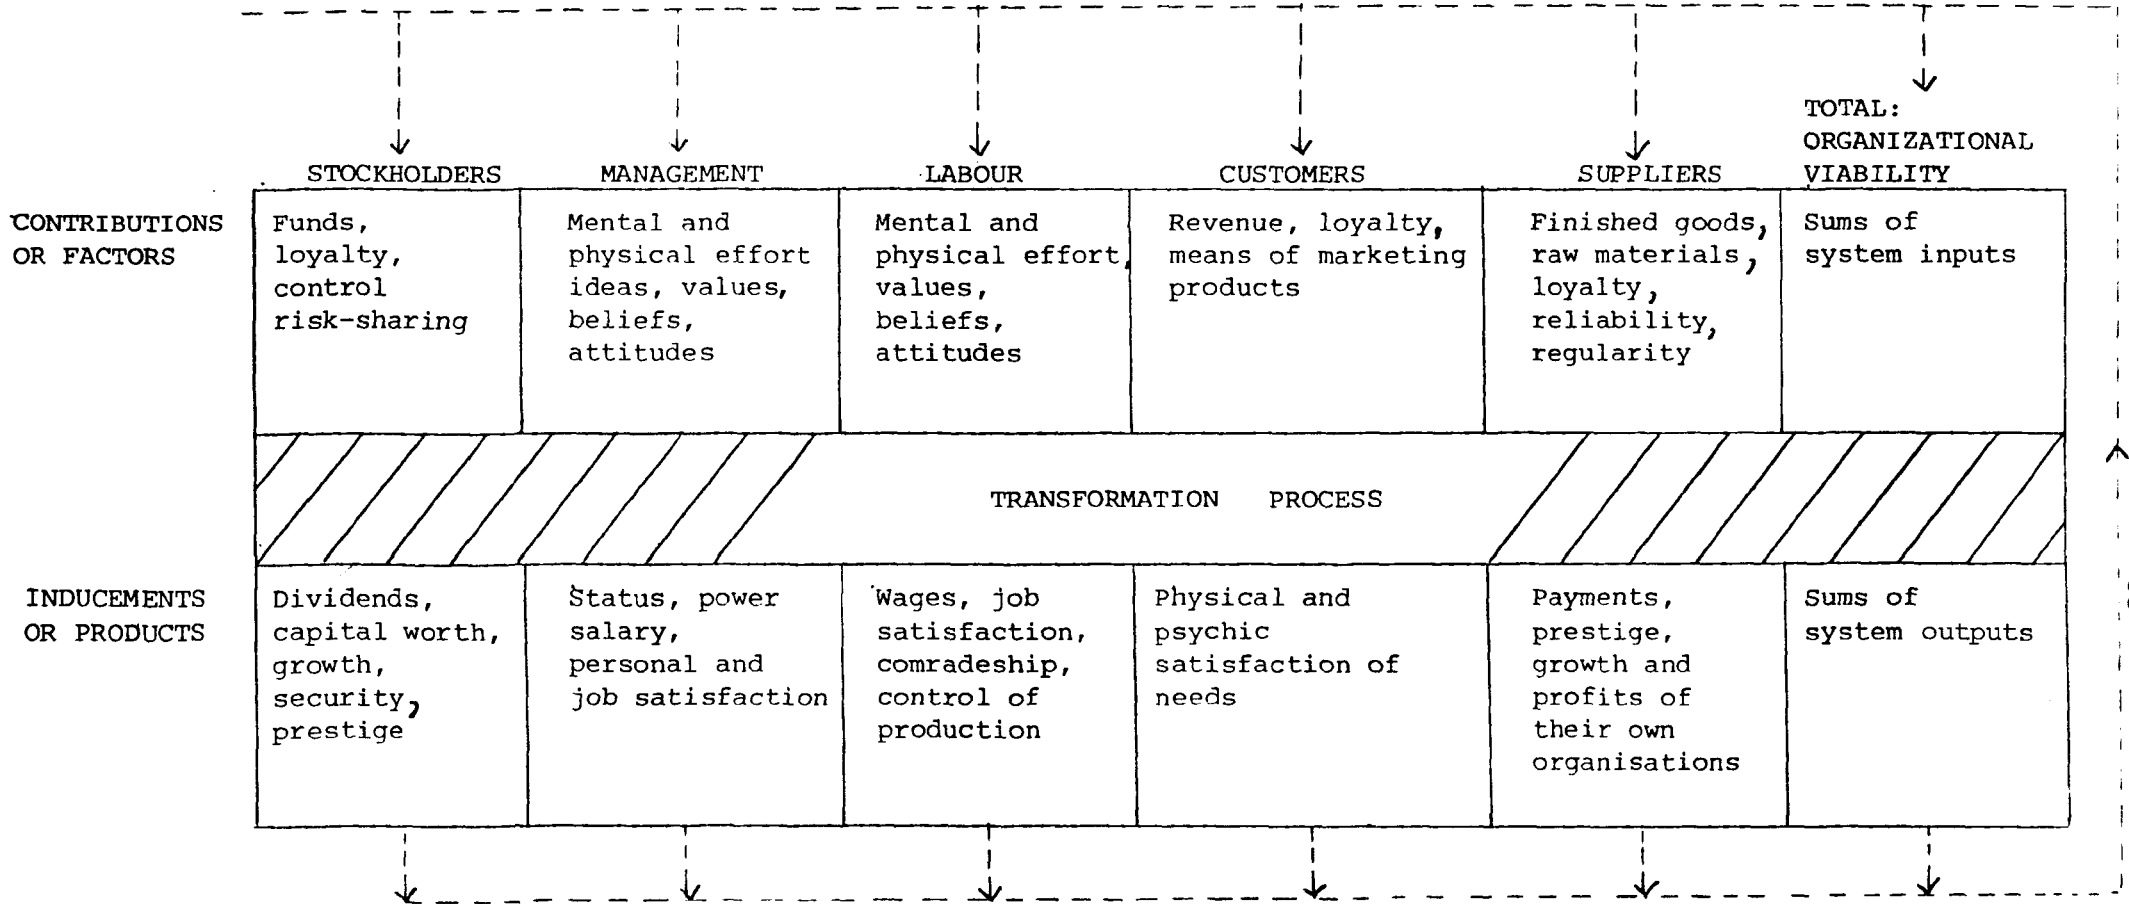 TOTAL:
ORGANIZATIONAL
STOCKHOLDERS MANAGEMENT LABOUR CUSTOMERS SUPPLIERS VIABILITY
CONTRIBUTIONS
OR FACTORS
Funds,
loyalty,
control
risk-sharing
Mental and
physical effort
ideas, values,
beliefs,
attitudes
Mental and
physical effort,
values,
beliefs,
attitudes
Revenue, loyalty,
means of marketing
products
Finished goods,
raw materials,
loyalty,
reliability,
regularity
Sums of
system inputs
TRANSFORMATION PROCESS
INDUCEMENTS
OR PRODUCTS
Dividends,
capital worth,
growth,
security,
prestige
Status, power
salary,
personal and
job satisfaction
Wages, job
satisfaction,
comradeship,
control of
production
Physical and
psychic
satisfaction of
needs
Payments,
prestige,
growth and
profits of
their own
organisations
Sums of
system outputs